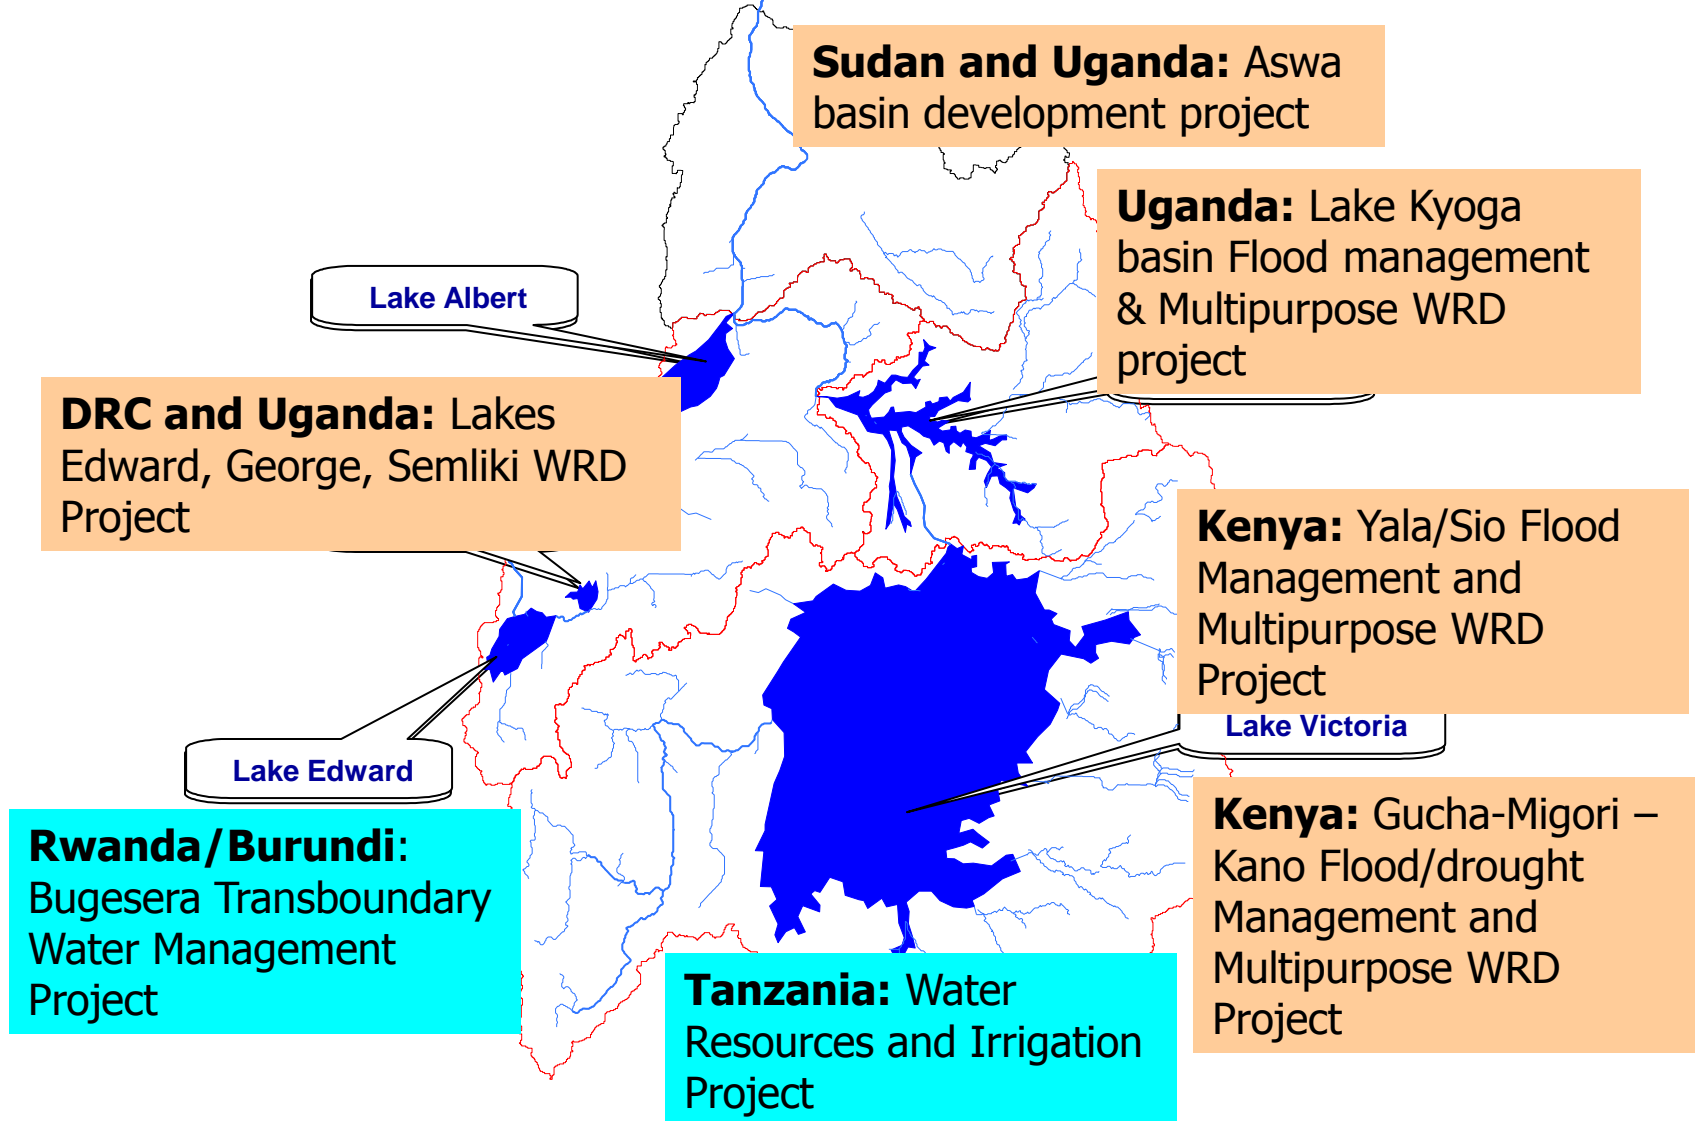 Sudan and Uganda: Aswa
basin development project
Uganda: Lake Kyoga
basin Flood management
& Multipurpose WRD
project
Lake Albert
DRC and Uganda: Lakes
Edward, George, Semliki WRD
Project
Kenya: Yala/Sio Flood
Management and
Multipurpose WRD
Project
Lake Victoria
Lake Edward
Rwanda/Burundi:
Bugesera Transboundary
Water Management
Project
Kenya: Gucha-Migori –
Kano Flood/drought
Management and
Multipurpose WRD
Project
Tanzania: Water
Resources and Irrigation
Project